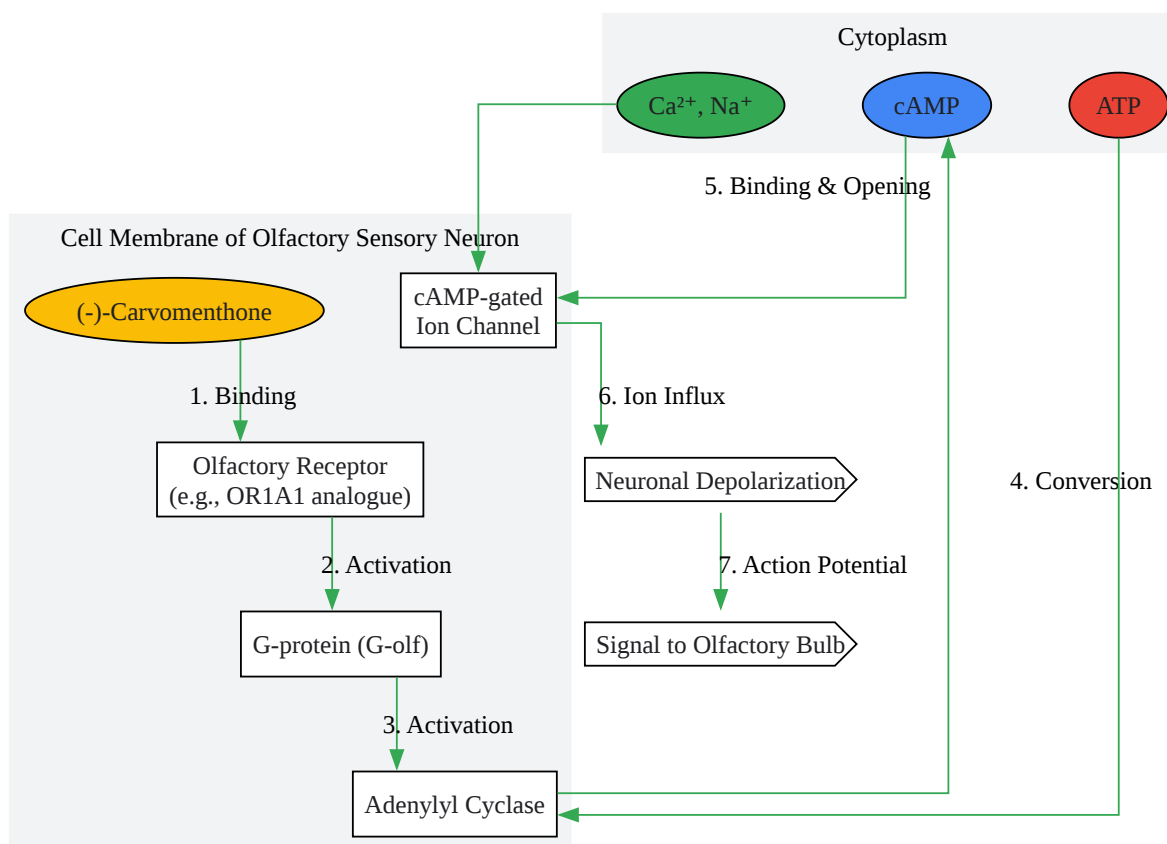 Cytoplasm
Ca²⁺, Na⁺
cAMP
ATP
5. Binding & Opening
Cell Membrane of Olfactory Sensory Neuron
(-)-Carvomenthone
cAMP-gated
Ion Channel
1. Binding
6. Ion Influx
Olfactory Receptor
(e.g., OR1A1 analogue)
Neuronal Depolarization
4. Conversion
2. Activation
7. Action Potential
G-protein (G-olf)
Signal to Olfactory Bulb
3. Activation
Adenylyl Cyclase